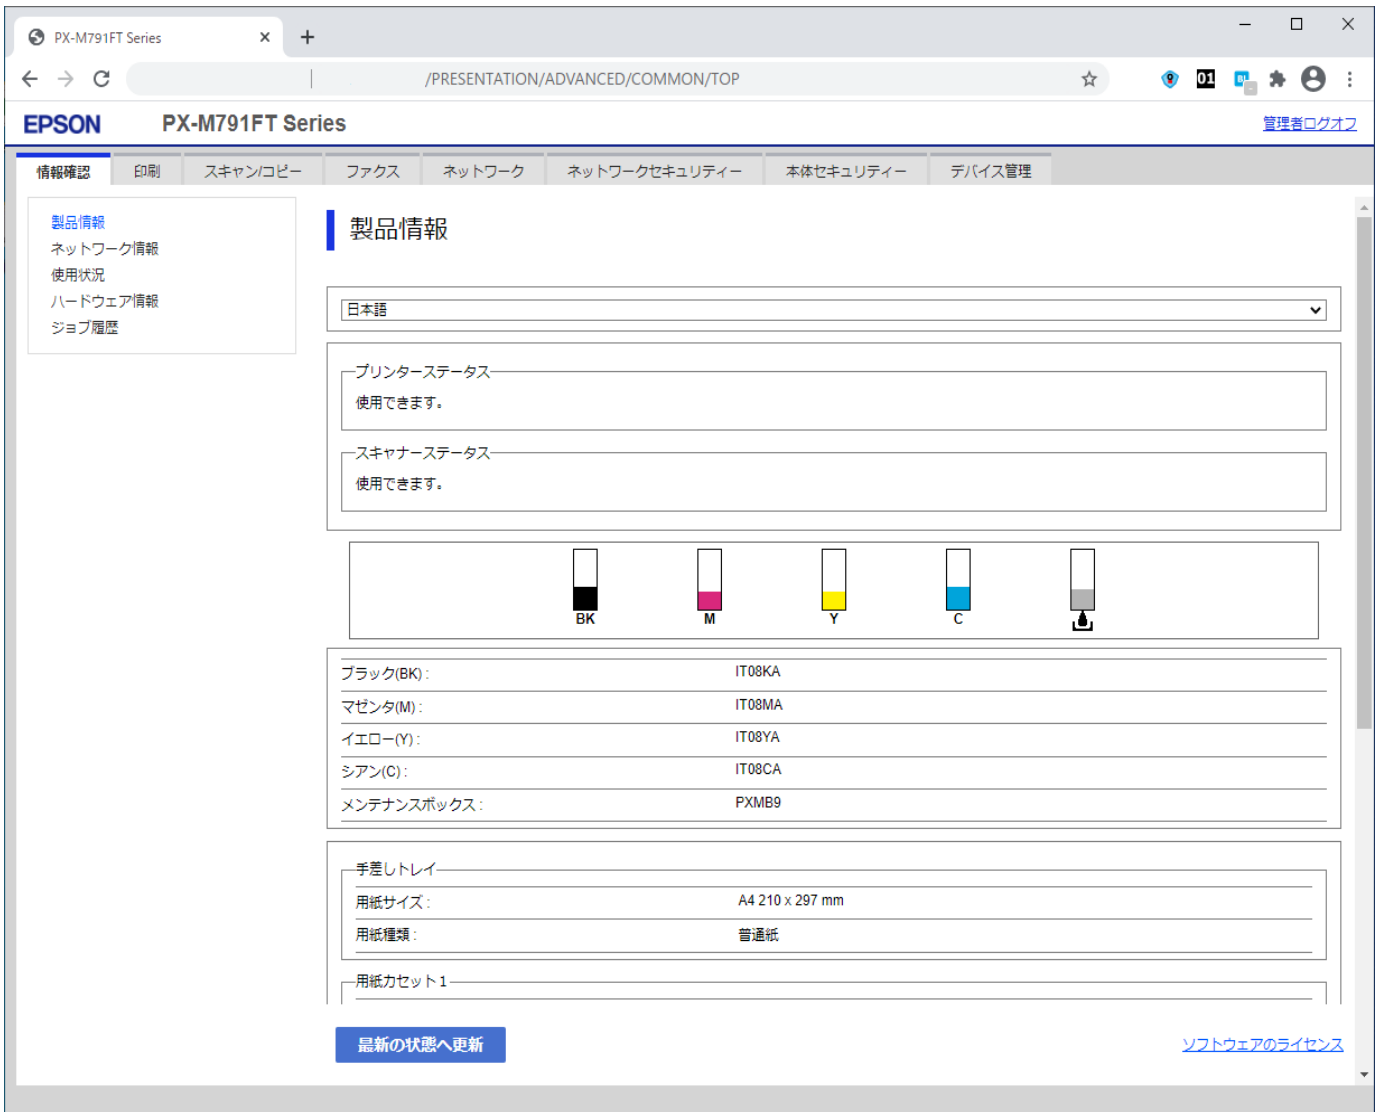 PX-M791FT Series
/PRESENTATION/ADVANCED/COMMON/TOP
01
EPSON PX-M791FT Series 管理者ログオフ
情報確認 印刷 スキャン/コピー ファクス ネットワーク ネットワークセキュリティー 本体セキュリティー デバイス管理
製品情報
ネットワーク情報
使用状況
ハードウェア情報
ジョブ履歴
製品情報
日本語
プリンターステータス
使用できます。
スキャナーステータス
使用できます。
BK M Y C
ブラック(BK) : IT08KA
マゼンタ(M) : IT08MA
イエロー(Y) : IT08YA
シアン(C) : IT08CA
メンテナンスボックス : PXMB9
手差しトレイ
用紙サイズ : A4 210 x 297 mm
用紙種類 : 普通紙
用紙カセット 1
最新の状態へ更新 ソフトウェアのライセンス